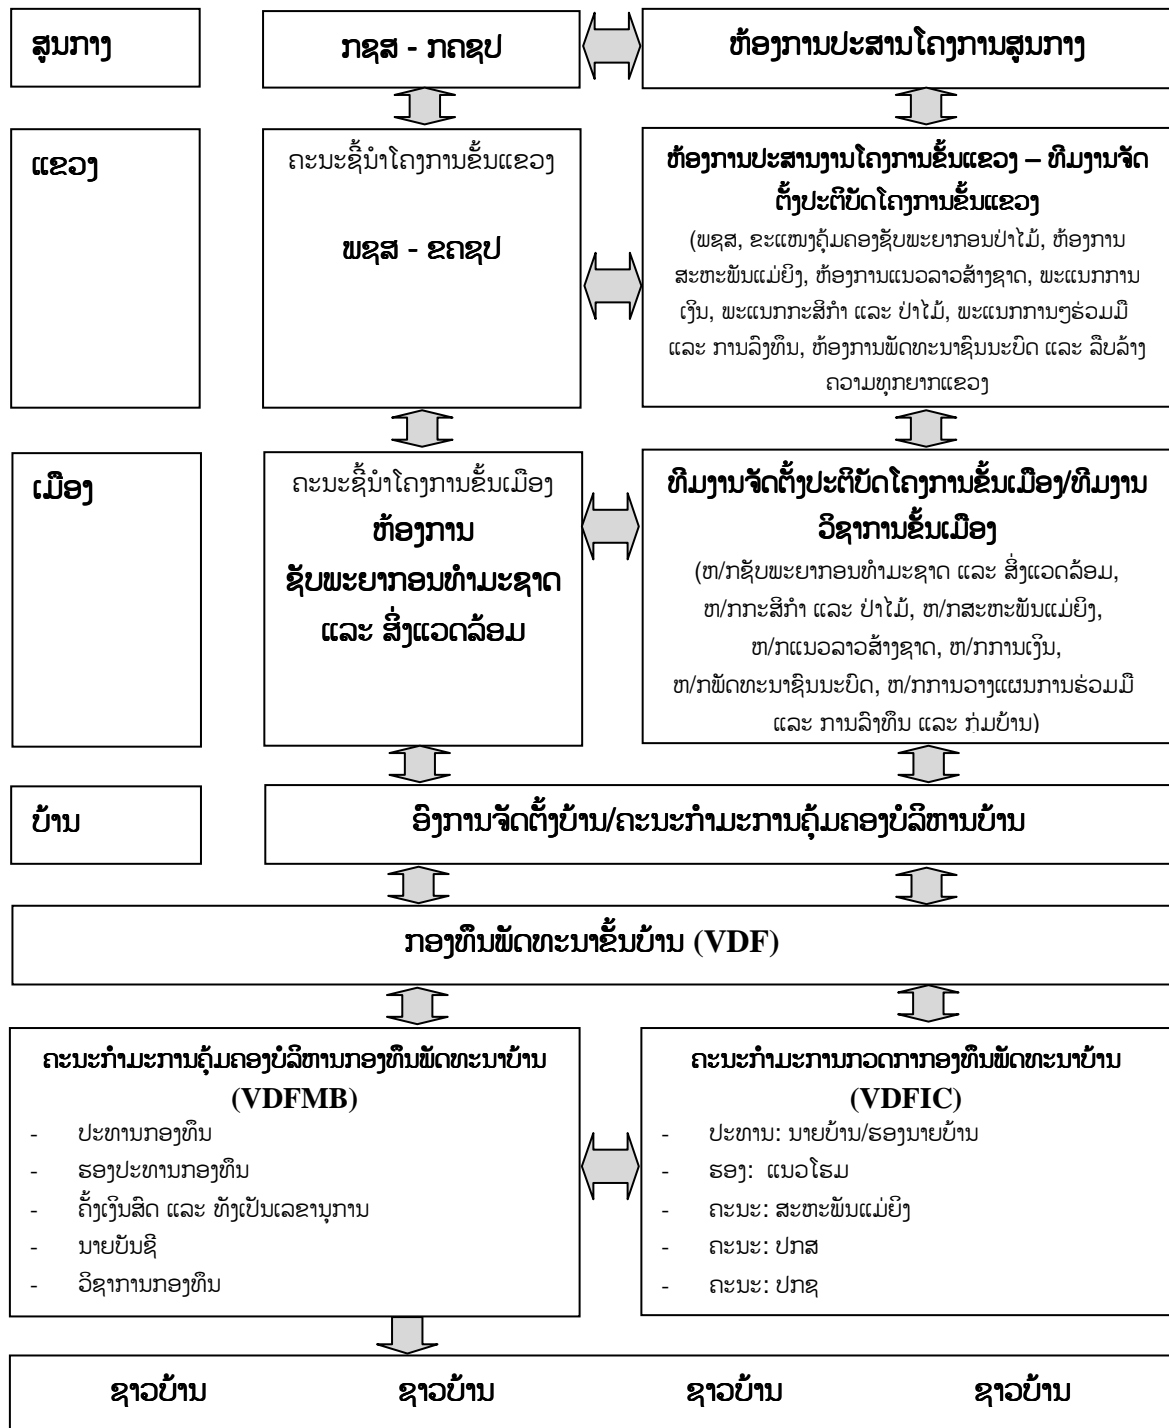 ສູນກາງ
ກຊສ - ກຄຊປ
ຫ້ອງການປະສານໂຄງການສູນກາງ
ແຂວງ
ຄະນະຊີ້ນຳໂຄງການຂັ້ນແຂວງ
ພຊສ - ຂຄຊປ
ຫ້ອງການປະສານງານໂຄງການຂັ້ນແຂວງ – ທີມງານຈັດ
ຕັ້ງປະຕິບັດໂຄງການຂັ້ນແຂວງ
(ພຊສ, ຂະແໜງຄຸ້ມຄອງຊັບພະຍາກອນປ່າໄມ້, ຫ້ອງການ
ສະຫະພັນແມ່ຍິງ, ຫ້ອງການແນວລາວສ້າງຊາດ, ພະແນກການ
ເງິນ, ພະແນກກະສິກຳ ແລະ ປ່າໄມ້, ພະແນກການໆຮ່ວມມື
ແລະ ການລົງທຶນ, ຫ້ອງການພັດທະນາຊົນນະບົດ ແລະ ລຶບລ້າງ
ຄວາມທຸກຍາກແຂວງ
ເມືອງ
ຄະນະຊີ້ນຳໂຄງການຂັ້ນເມືອງ
ຫ້ອງການ
ຊັບພະຍາກອນທຳມະຊາດ
ແລະ ສິ່ງແວດລ້ອມ
ທີມງານຈັດຕັ້ງປະຕິບັດໂຄງການຂັ້ນເມືອງ/ທີມງານ
ວິຊາການຂັ້ນເມືອງ
(ຫ/ກຊັບພະຍາກອນທຳມະຊາດ ແລະ ສິ່ງແວດລ້ອມ,
ຫ/ກກະສິກຳ ແລະ ປ່າໄມ້, ຫ/ກສະຫະພັນແມ່ຍິງ,
ຫ/ກແນວລາວສ້າງຊາດ, ຫ/ກການເງິນ,
ຫ/ກພັດທະນາຊົນນະບົດ, ຫ/ກການວາງແຜນການຮ່ວມມື
ແລະ ການລົງທຶນ ແລະ ກຸ່ມບ້ານ)
ບ້ານ
ອົງການຈັດຕັ້ງບ້ານ/ຄະນະກຳມະການຄຸ້ມຄອງບໍລິຫານບ້ານ
ກອງທຶນພັດທະນາຂັ້ນບ້ານ (VDF)
ຄະນະກຳມະການຄຸ້ມຄອງບໍລິຫານກອງທຶນພັດທະນາບ້ານ
(VDFMB)
- ປະທານກອງທຶນ
- ຮອງປະທານກອງທຶນ
- ຄັ້ງເງິນສົດ ແລະ ທັງເປັນເລຂານຸການ
- ນາຍບັນຊີ
- ວິຊາການກອງທຶນ
ຄະນະກຳມະການກວດກາກອງທຶນພັດທະນາບ້ານ
(VDFIC)
- ປະທານ: ນາຍບ້ານ/ຮອງນາຍບ້ານ
- ຮອງ: ແນວໂຮມ
- ຄະນະ: ສະຫະພັນແມ່ຍິງ
- ຄະນະ: ປກສ
- ຄະນະ: ປກຊ
ຊາວບ້ານ ຊາວບ້ານ ຊາວບ້ານ ຊາວບ້ານ